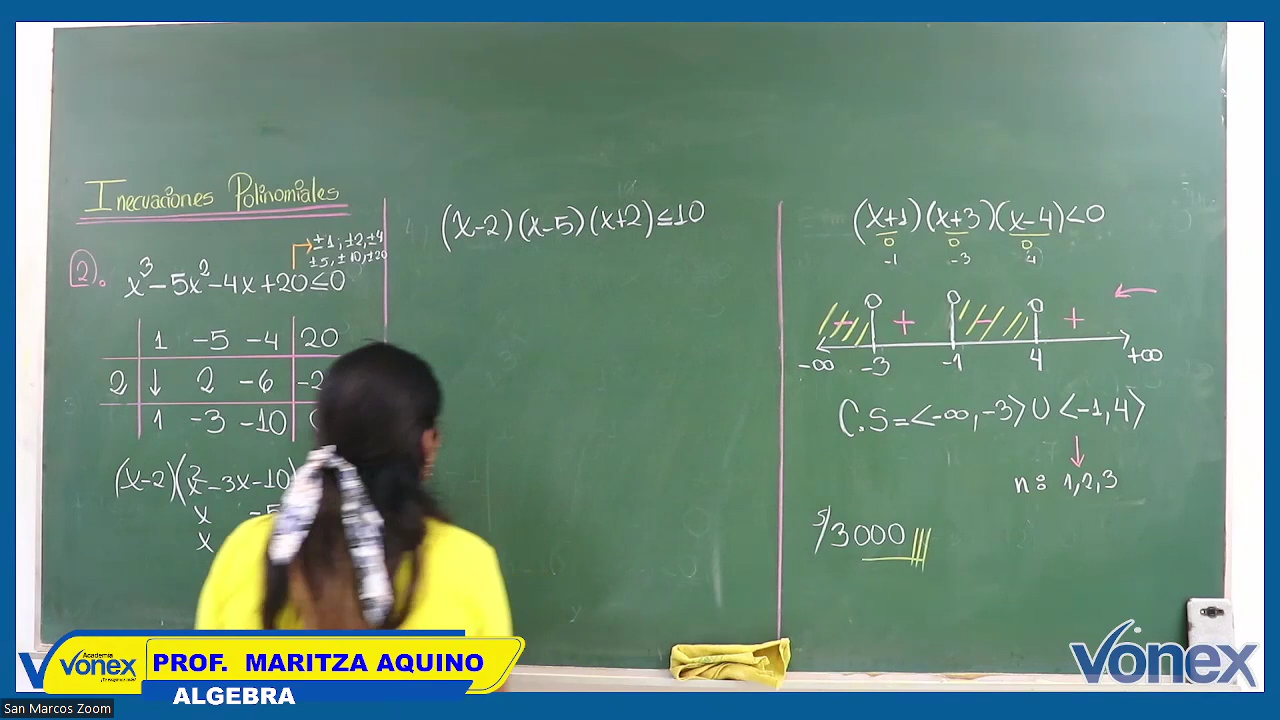 Inecuaciones Polinomiales
2).
±1; ±2, ±4
±5, ±10, ±20
x³ - 5x² - 4x + 20 ≤ 0
1 -5 -4 20
2 ↓ 2 -6
1 -3 -10
(x-2)(x²-3x-10)
x
x
(x-2)(x-5)(x+2) ≤ 10
(x+1)(x+3)(x-4) < 0
0 0 0
-1 -3 4
- + - +
-∞ -3 -1 4 +∞
C.S = <-∞, -3> U <-1, 4>
n: 1,2,3
S/3000
Academia
Vonex
PROF. MARITZA AQUINO
ALGEBRA
vonex
San Marcos Zoom